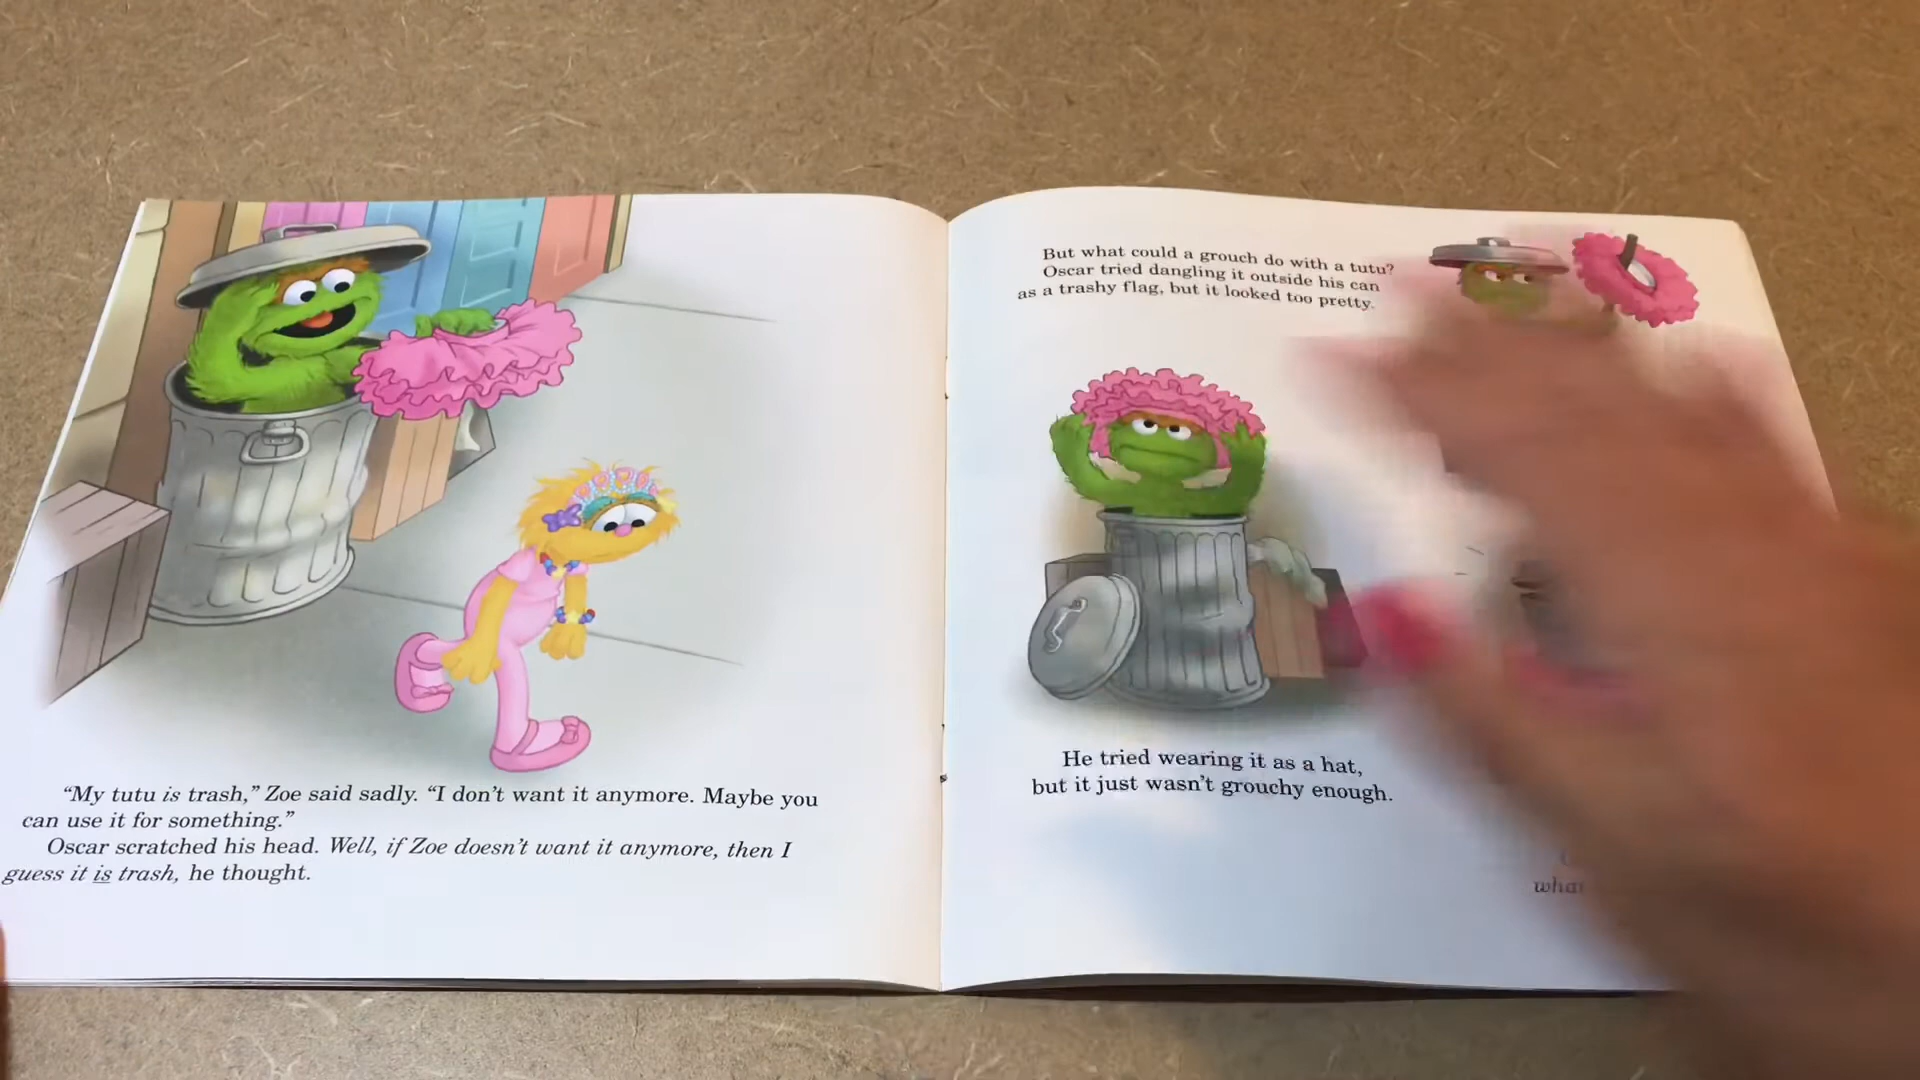 “My tutu is trash,” Zoe said sadly. “I don’t want it anymore. Maybe you
can use it for something.”
Oscar scratched his head. Well, if Zoe doesn’t want it anymore, then I
guess it is trash, he thought.
But what could a grouch do with a tutu?
Oscar tried dangling it outside his can
as a trashy flag, but it looked too pretty.
He tried wearing it as a hat,
but it just wasn’t grouchy enough.